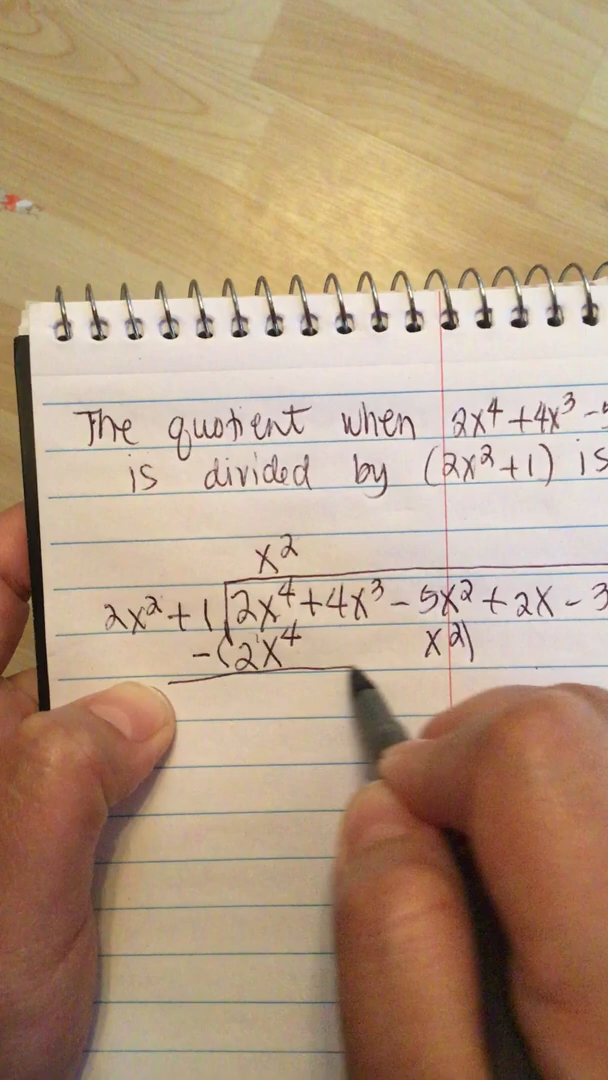 The quotient when 2x⁴+4x³-5
is divided by (2x²+1) is
x²
2x²+1 2x⁴+4x³-5x²+2x-3
-(2x⁴ x²)